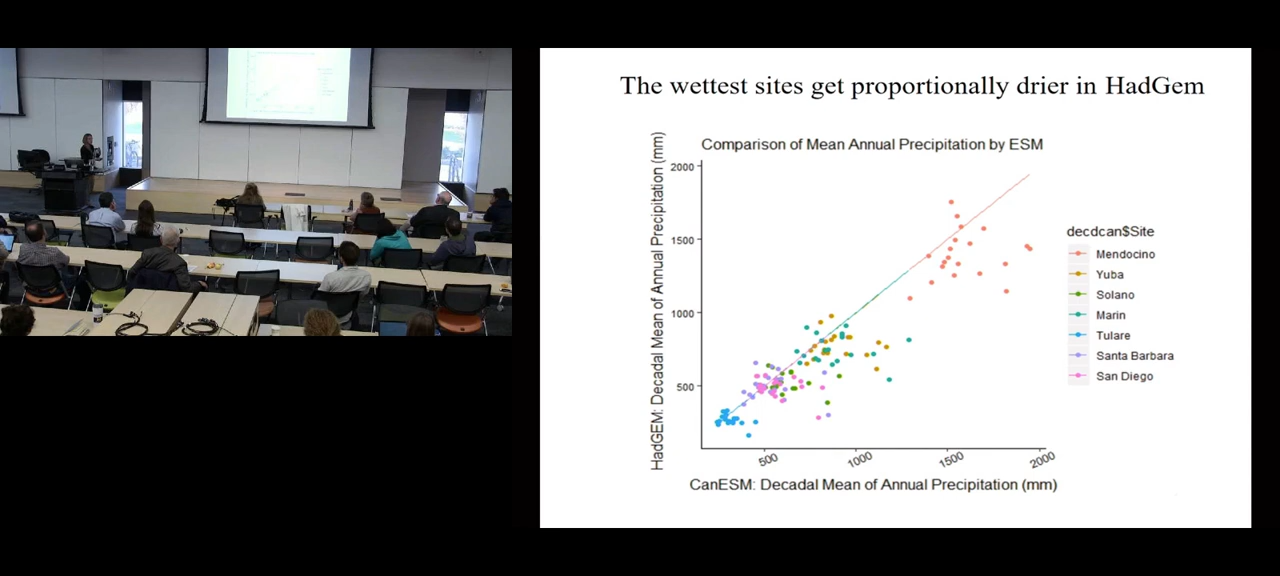 The wettest sites get proportionally drier in HadGem
Comparison of Mean Annual Precipitation by ESM
HadGEM: Decadal Mean of Annual Precipitation (mm)
2000
1500
1000
500
500
1000
1500
2000
CanESM: Decadal Mean of Annual Precipitation (mm)
decdcan$Site
Mendocino
Yuba
Solano
Marin
Tulare
Santa Barbara
San Diego